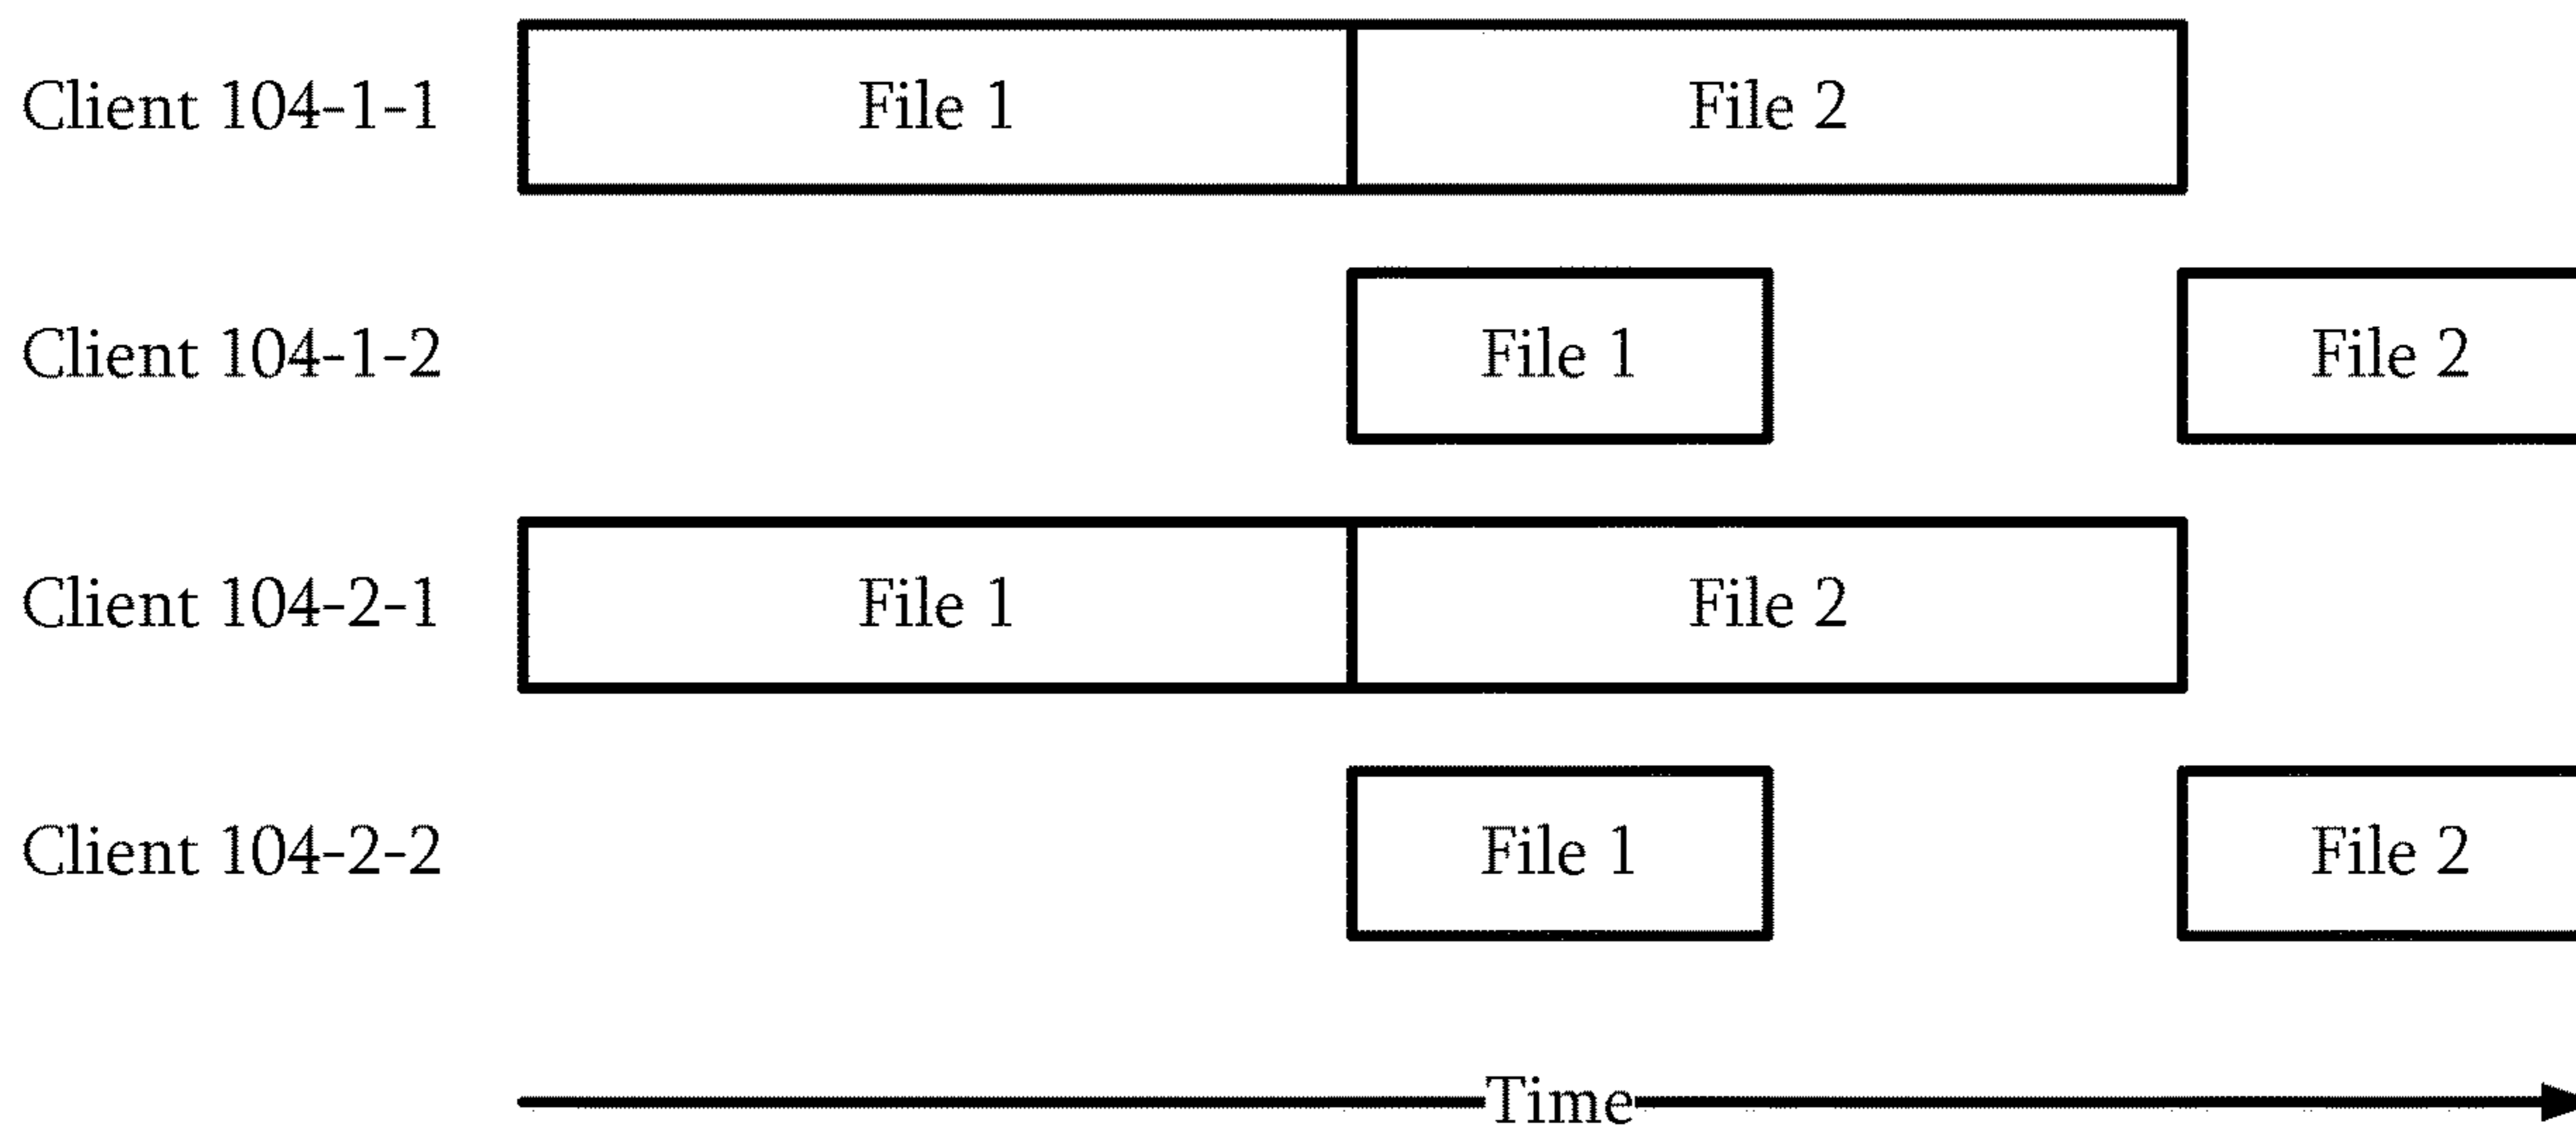 Client 104-1-1 File 1 File 2
Client 104-1-2 File 1 File 2
Client 104-2-1 File 1 File 2
Client 104-2-2 File 1 File 2
Time